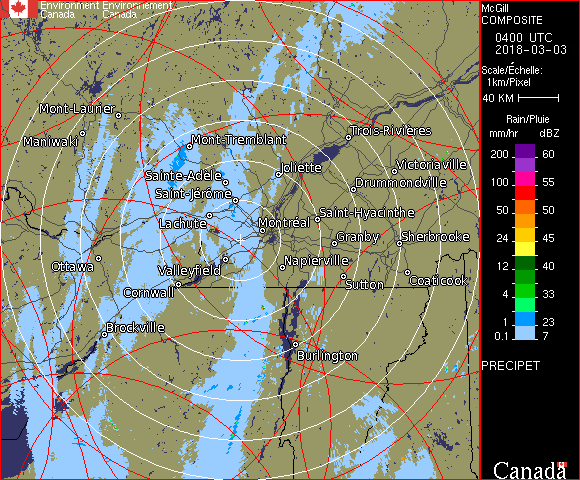 Environment Environnement
Canada Canada
Mont-Laurier
Maniwaki
Mont-Tremblant
Trois-Rivières
Sainte-Adèle
Joliette
Victoriaville
Saint-Jérôme
Drummondville
Lachute
Montréal
Saint-Hyacinthe
Granby
Sherbrooke
Ottawa
Valleyfield
Napierville
Cornwall
Sutton
Coaticook
Brockville
Burlington
McGill
COMPOSITE
0400 UTC
2018-03-03
Scale/Échelle:
1km/Pixel
40 KM
Rain/Pluie
mm/hr dBZ
200 60
100 55
50 50
24 45
12 40
4 33
1 23
0.1 7
PRECIPET
Canada